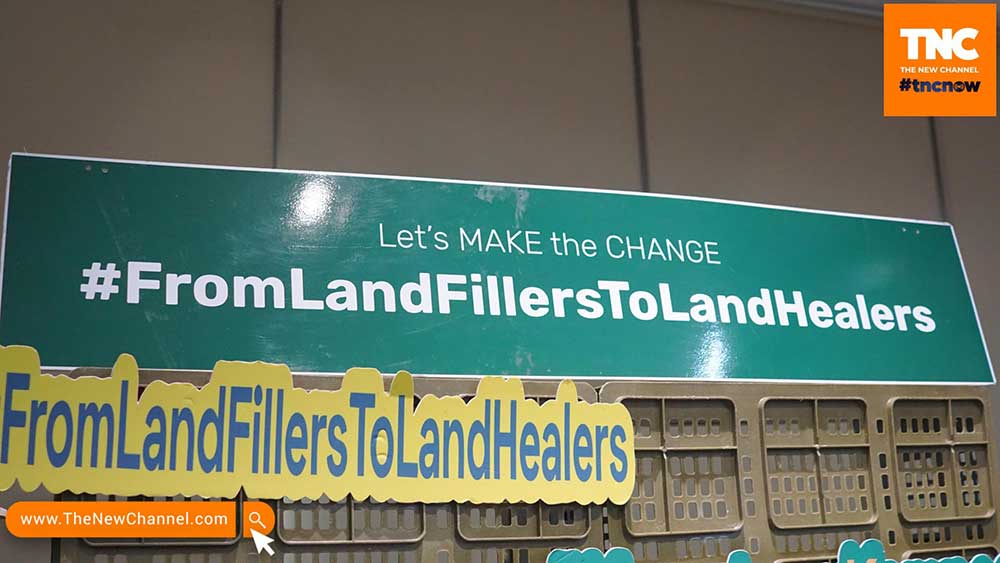 TNC
THE NEW CHANNEL
#tncnow
Let's MAKE the CHANGE
#FromLandFillersToLandHealers
FromLandFillersToLandHealers
www.TheNewChannel.com